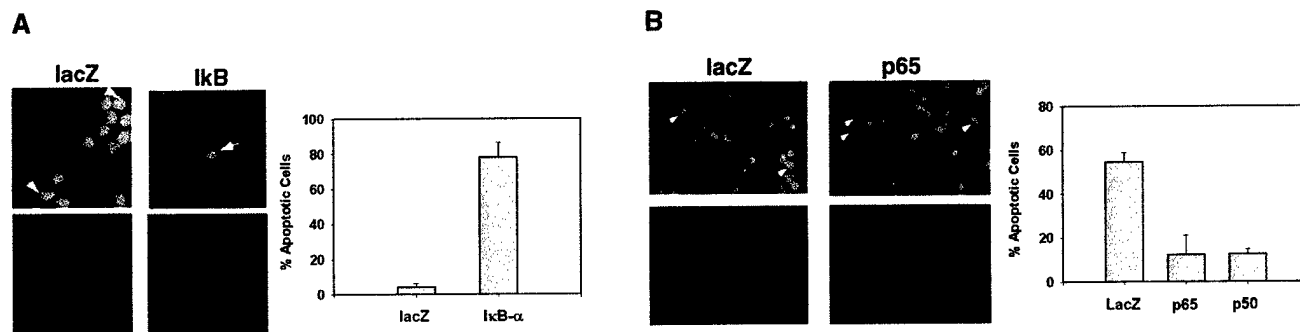 A
lacZ
IkB
% Apoptotic Cells
100
80
60
40
20
0
lacZ
IκB-α
B
lacZ
p65
% Apoptotic Cells
80
60
40
20
0
LacZ
p65
p50